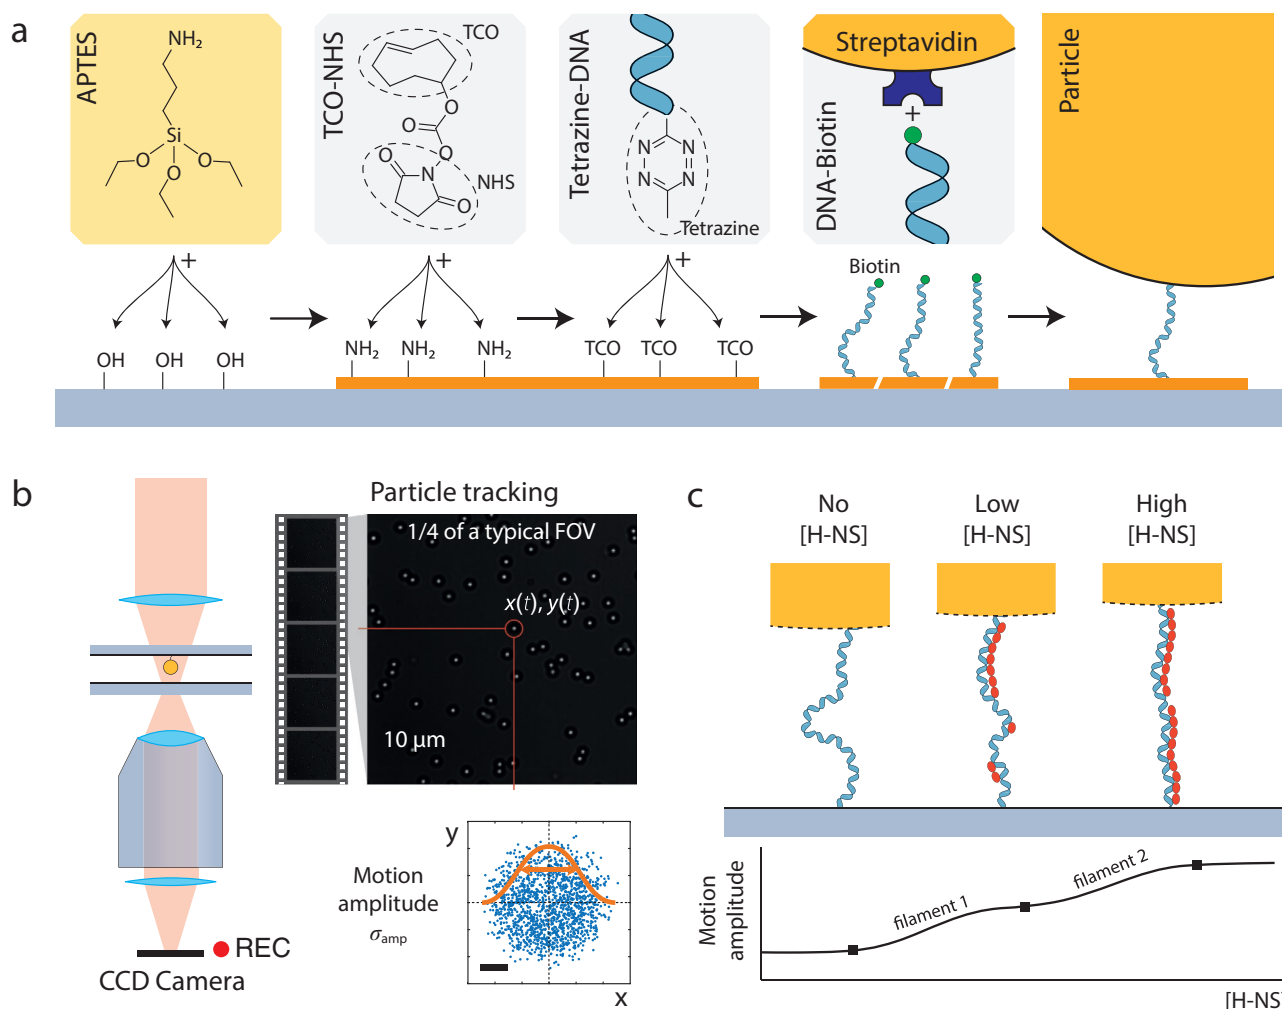 a
APTES
NH₂
Si
O
O
O
TCO-NHS
TCO
O
O
O
N
O
O
NHS
Tetrazine-DNA
N
N
N
N
Tetrazine
Streptavidin
+
DNA-Biotin
Particle
+
+
+
Biotin
OH
OH
OH
NH₂
NH₂
NH₂
TCO
TCO
TCO
b
Particle tracking
1/4 of a typical FOV
x(t), y(t)
10 μm
Motion
amplitude
σamp
y
x
REC
CCD Camera
c
No
[H-NS]
Low
[H-NS]
High
[H-NS]
Motion
amplitude
filament 1
filament 2
[H-NS]